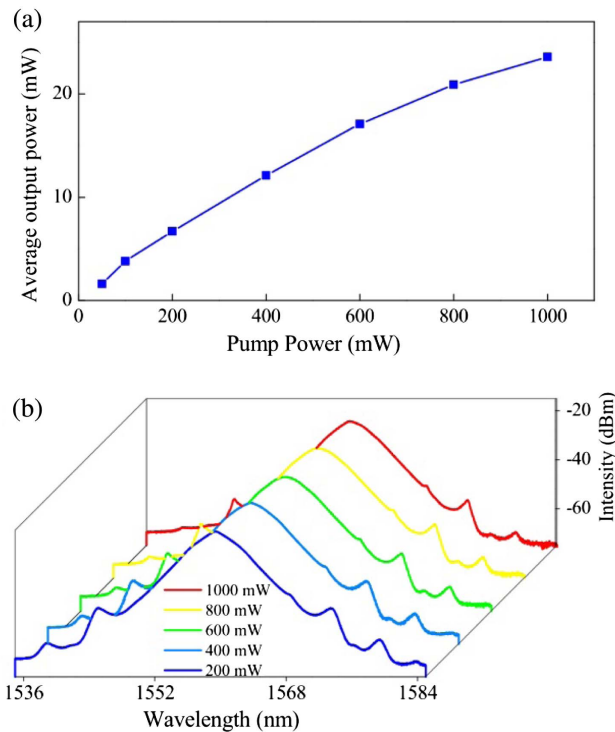 (a)
Average output power (mW)
20
10
0
0 200 400 600 800 1000
Pump Power (mW)
(b)
-20
-40
-60
Intensity (dBm)
1000 mW
800 mW
600 mW
400 mW
200 mW
1536 1552 1568 1584
Wavelength (nm)